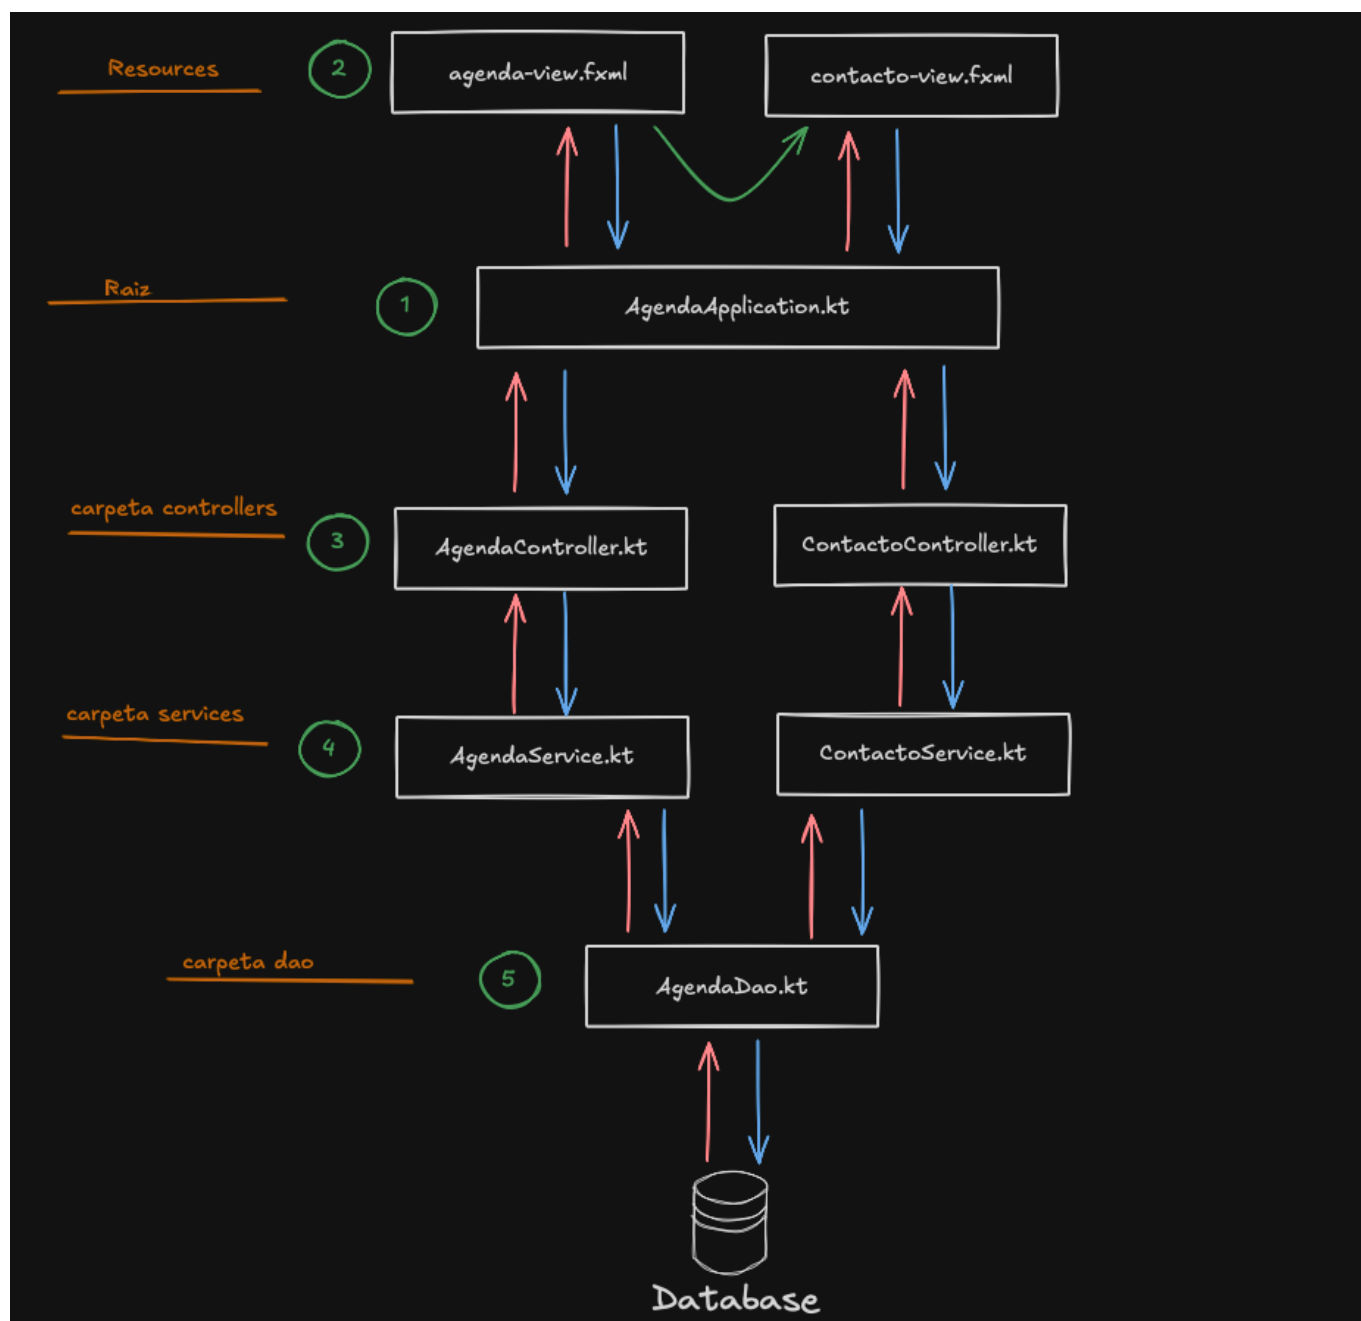 Resources
2
agenda-view.fxml
contacto-view.fxml
Raiz
1
AgendaApplication.kt
carpeta controllers
3
AgendaController.kt
ContactoController.kt
carpeta services
4
AgendaService.kt
ContactoService.kt
carpeta dao
5
AgendaDao.kt
Database